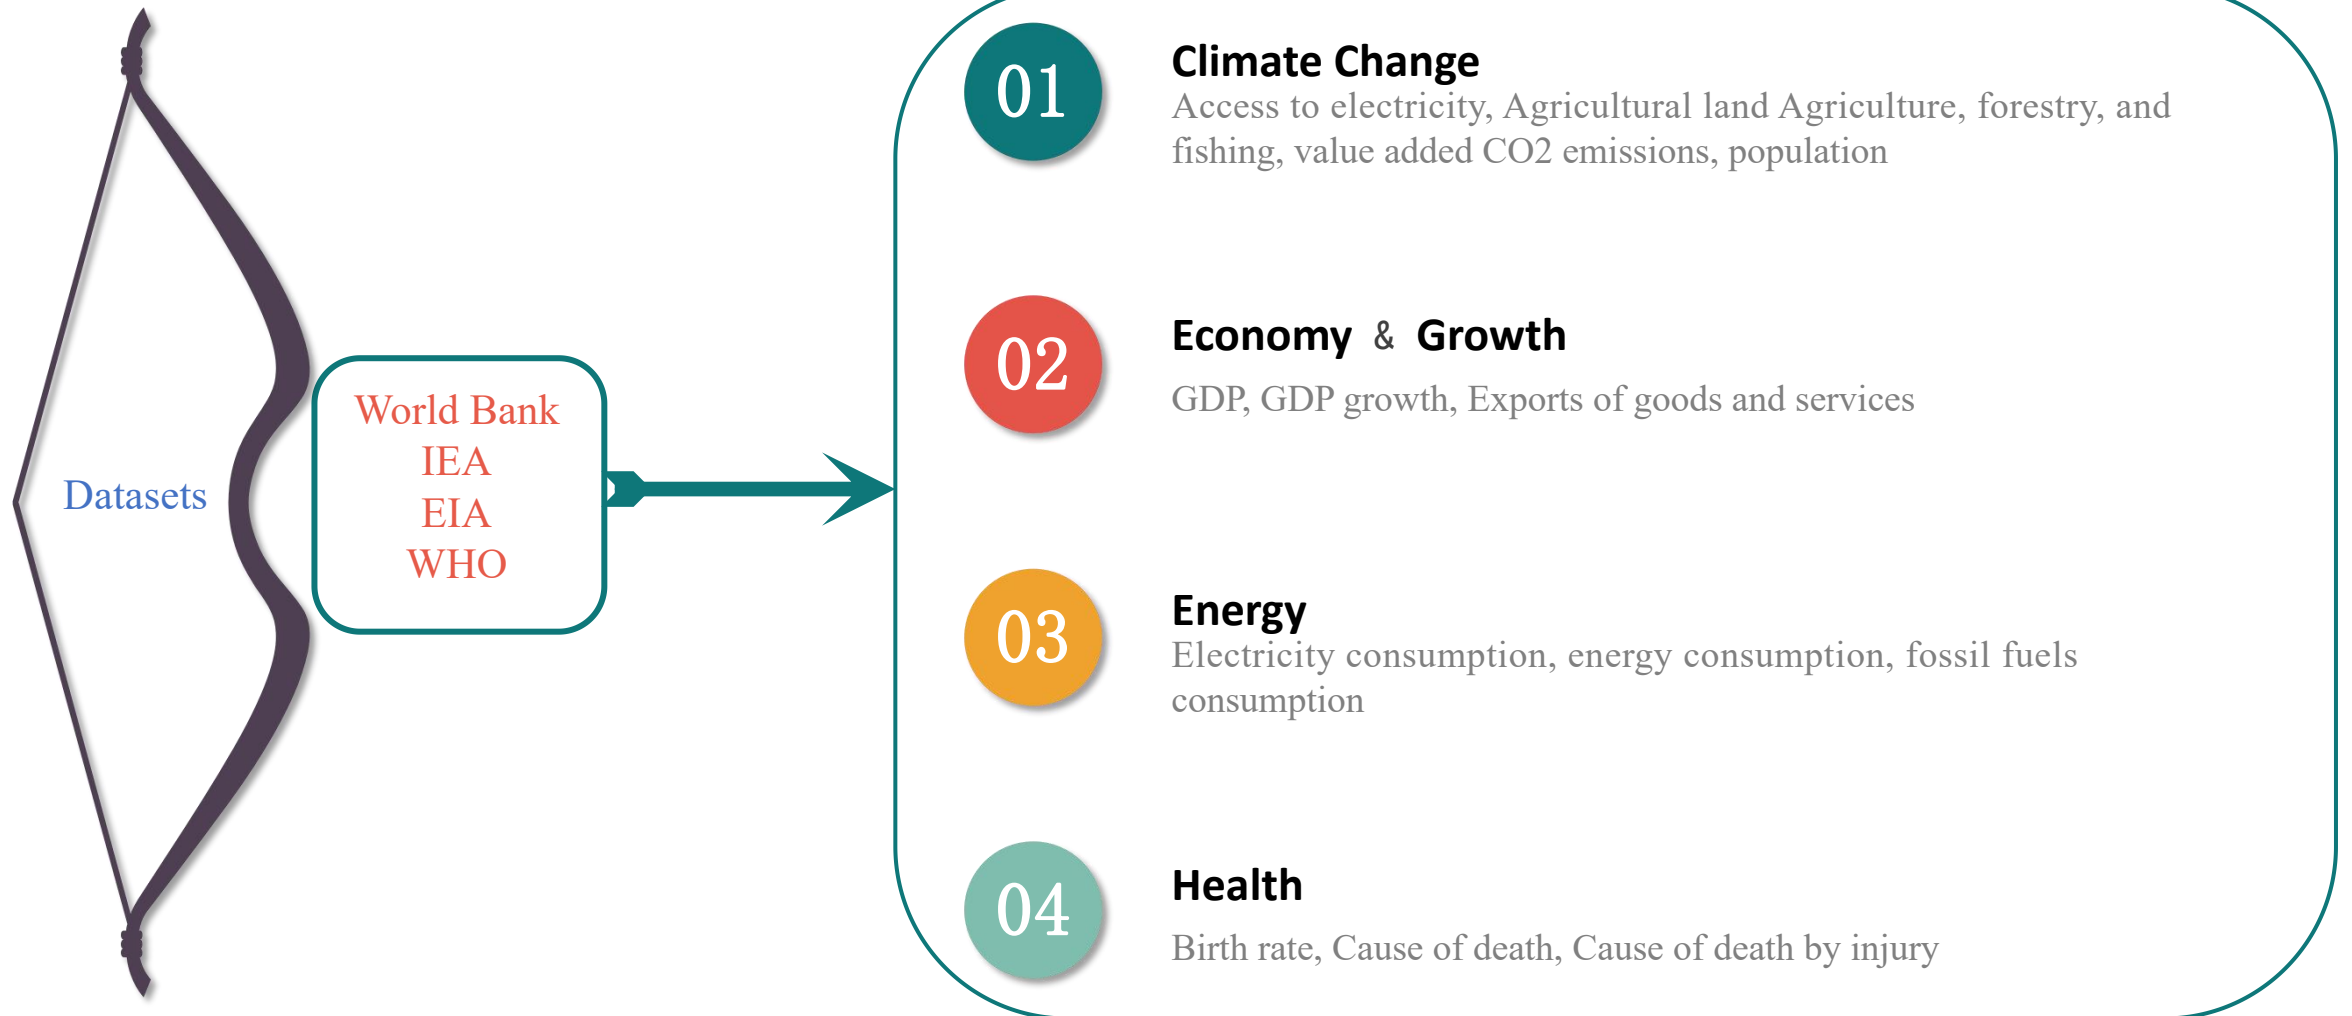 Datasets
World Bank
IEA
EIA
WHO
01
Climate Change
Access to electricity, Agricultural land Agriculture, forestry, and
fishing, value added CO2 emissions, population
02
Economy & Growth
GDP, GDP growth, Exports of goods and services
03
Energy
Electricity consumption, energy consumption, fossil fuels
consumption
04
Health
Birth rate, Cause of death, Cause of death by injury